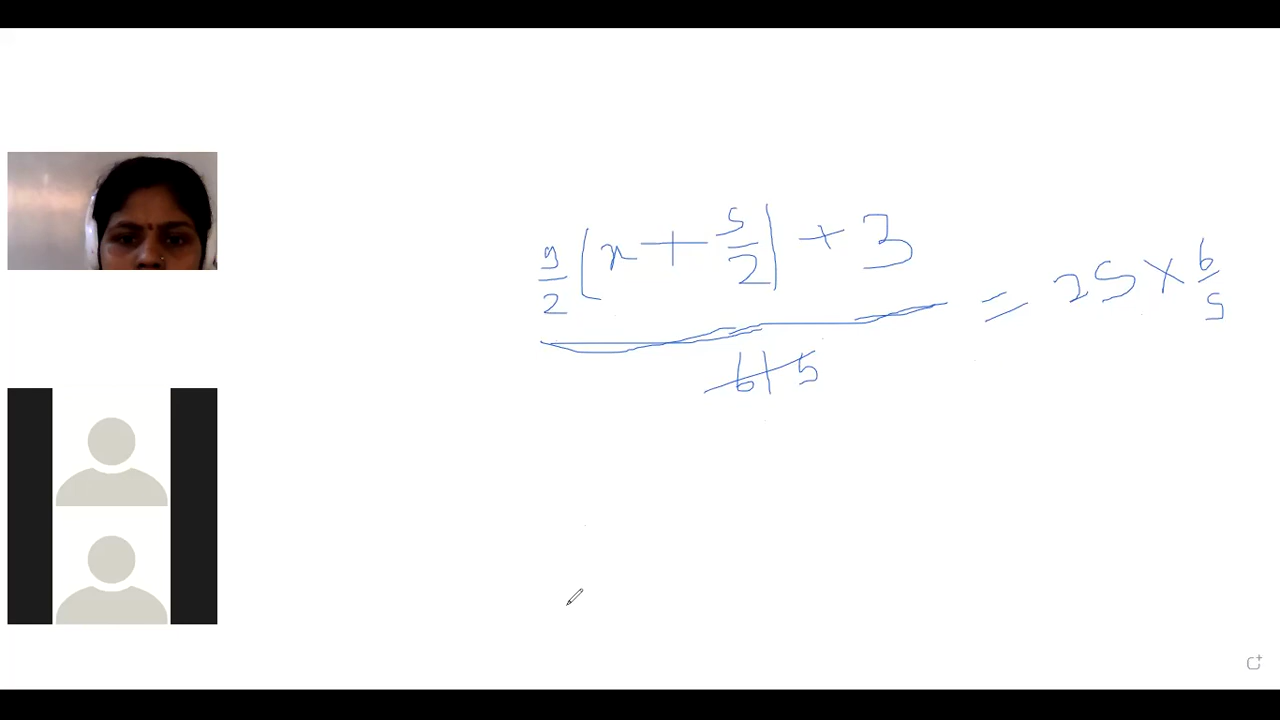 9/2 (x + 5/2) + 3 = 25 × 6/5
6/5